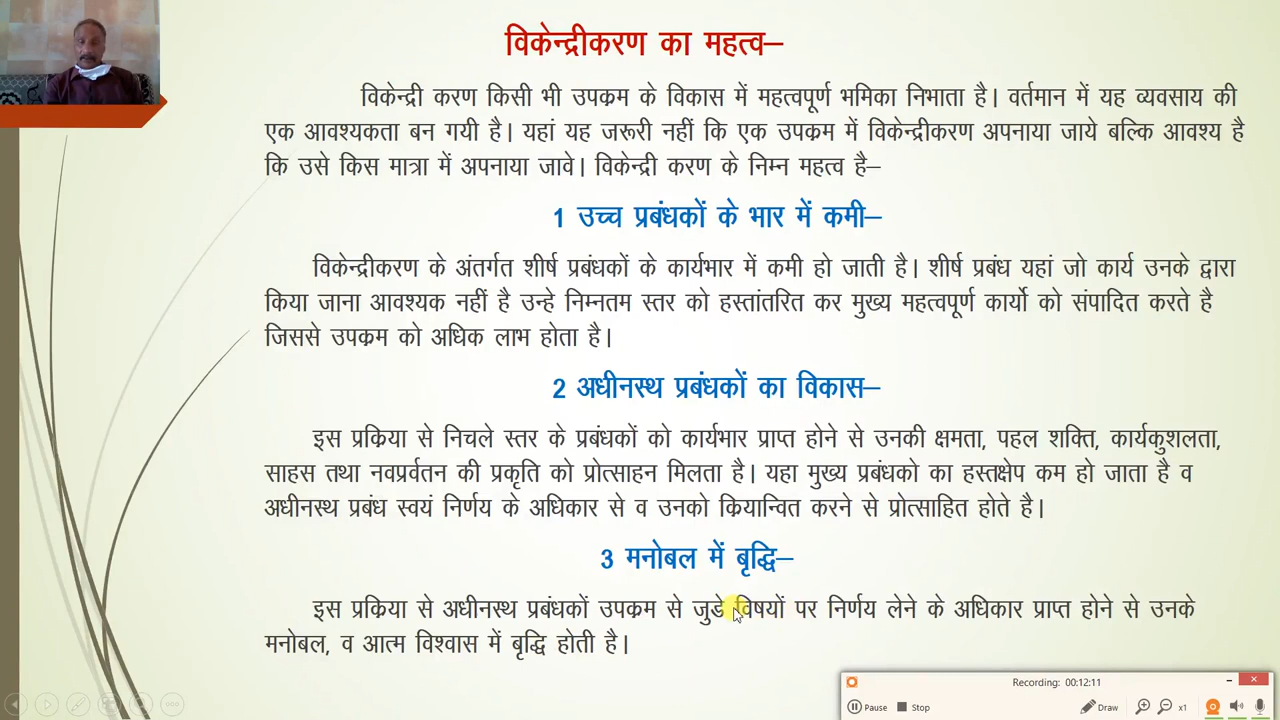 विकेन्द्रीकरण का महत्व–
विकेन्द्री करण किसी भी उपक्रम के विकास में महत्वपूर्ण भमिका निभाता है। वर्तमान में यह व्यवसाय की
एक आवश्यकता बन गयी है। यहां यह जरूरी नहीं कि एक उपक्रम में विकेन्द्रीकरण अपनाया जाये बल्कि आवश्य है
कि उसे किस मात्रा में अपनाया जावे। विकेन्द्री करण के निम्न महत्व है–
1 उच्च प्रबंधकों के भार में कमी–
विकेन्द्रीकरण के अंतर्गत शीर्ष प्रबंधकों के कार्यभार में कमी हो जाती है। शीर्ष प्रबंध यहां जो कार्य उनके द्वारा
किया जाना आवश्यक नहीं है उन्हे निम्नतम स्तर को हस्तांतरित कर मुख्य महत्वपूर्ण कार्यो को संपादित करते है
जिससे उपक्रम को अधिक लाभ होता है।
2 अधीनस्थ प्रबंधकों का विकास–
इस प्रक्रिया से निचले स्तर के प्रबंधकों को कार्यभार प्राप्त होने से उनकी क्षमता, पहल शक्ति, कार्यकुशलता,
साहस तथा नवप्रर्वतन की प्रकृति को प्रोत्साहन मिलता है। यहा मुख्य प्रबंधको का हस्तक्षेप कम हो जाता है व
अधीनस्थ प्रबंध स्वयं निर्णय के अधिकार से व उनको क्रियान्वित करने से प्रोत्साहित होते है।
3 मनोबल में बृद्धि–
इस प्रक्रिया से अधीनस्थ प्रबंधकों उपक्रम से जुडे विषयों पर निर्णय लेने के अधिकार प्राप्त होने से उनके
मनोबल, व आत्म विश्वास में बृद्धि होती है।
Recording: 00:12:11
Pause Stop Draw x1